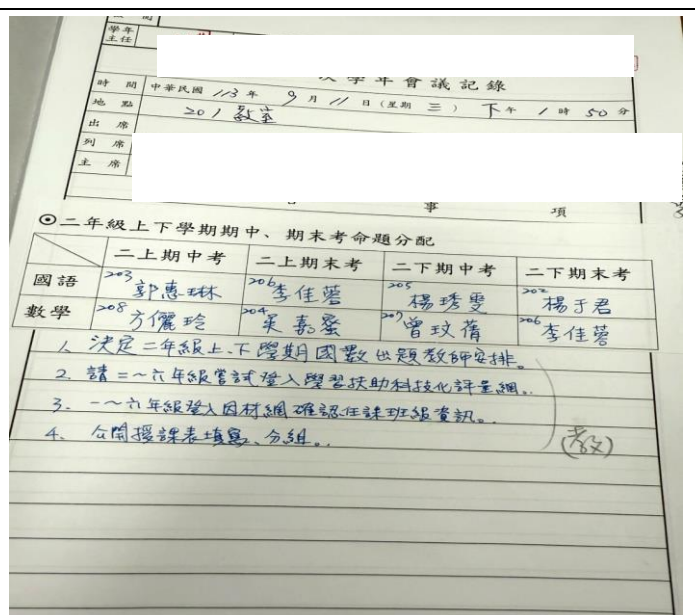 學年
主任
次學年會議記錄
時 間 中華民國 113 年 9 月 11 日 (星期 三 ) 下午 1 時 50 分
地 點 201 教室
出 席
列 席
主 席
事 項
⊙二年級上下學期期中、期末考命題分配
二上期中考 二上期末考 二下期中考 二下期末考
國語 203 郭惠琳 206 李佳蓉 205 楊琇雯 202 楊于君
數學 208 方儷玲 204 吳嘉蜜 207 曾玟蒨 206 李佳蓉
1. 決定二年級上、下學期國數出題教師安排。
2. 請二~六年級嘗試登入學習扶助科技化評量網。
3. 一~六年級登入因材網確認任課班級資訊。
4. 公開授課表填寫、分組。